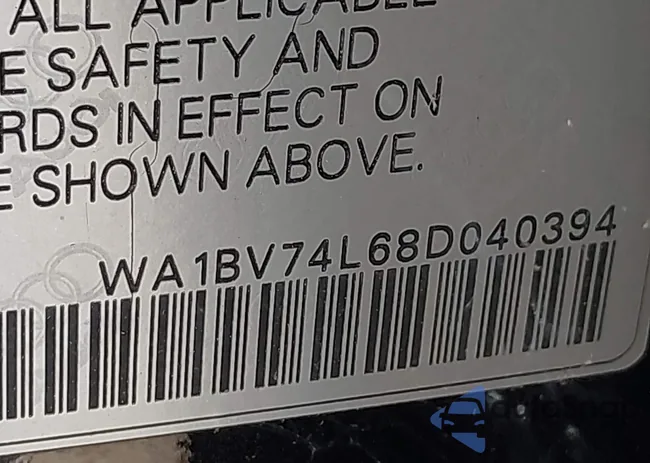 ALL APPLICABLE
E SAFETY AND
RDS IN EFFECT ON
E SHOWN ABOVE.
WA1BV74L68D040394